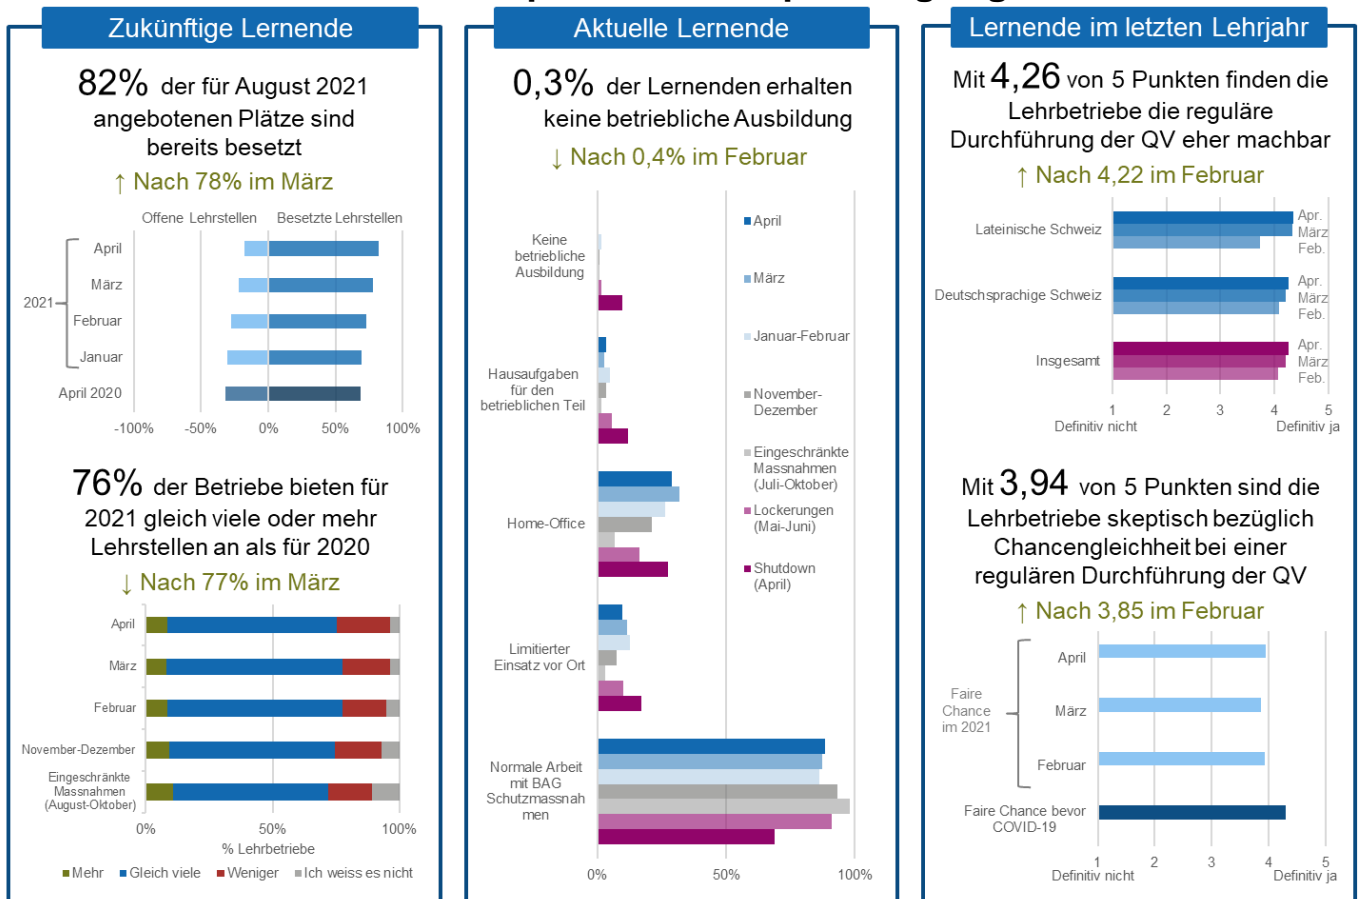 Zukünftige Lernende
82% der für August 2021
angebotenen Plätze sind
bereits besetzt
↑ Nach 78% im März
Offene Lehrstellen Besetzte Lehrstellen
April
März
2021
Februar
Januar
April 2020
-100% -50% 0% 50% 100%
76% der Betriebe bieten für
2021 gleich viele oder mehr
Lehrstellen an als für 2020
↓ Nach 77% im März
April
März
Februar
November-Dezember
Eingeschränkte
Massnahmen
(August-Oktober)
0% 50% 100%
% Lehrbetriebe
Mehr Gleich viele Weniger Ich weiss es nicht
Aktuelle Lernende
0,3% der Lernenden erhalten
keine betriebliche Ausbildung
↓ Nach 0,4% im Februar
Keine
betriebliche
Ausbildung
Hausaufgaben
für den
betrieblichen Teil
Home-Office
Limitierter
Einsatz vor Ort
Normale Arbeit
mit BAG
Schutzmassnah
men
0% 50% 100%
April
März
Januar-Februar
November-
Dezember
Eingeschränkte
Massnahmen
(Juli-Oktober)
Lockerungen
(Mai-Juni)
Shutdown
(April)
Lernende im letzten Lehrjahr
Mit 4,26 von 5 Punkten finden die
Lehrbetriebe die reguläre
Durchführung der QV eher machbar
↑ Nach 4,22 im Februar
Lateinische Schweiz
Apr.
März
Feb.
Deutschsprachige Schweiz
Apr.
März
Feb.
Insgesamt
Apr.
März
Feb.
1 2 3 4 5
Definitiv nicht Definitiv ja
Mit 3,94 von 5 Punkten sind die
Lehrbetriebe skeptisch bezüglich
Chancengleichheit bei einer
regulären Durchführung der QV
↑ Nach 3,85 im Februar
April
Faire
Chance
im 2021
März
Februar
Faire Chance bevor
COVID-19
1 2 3 4 5
Definitiv nicht Definitiv ja